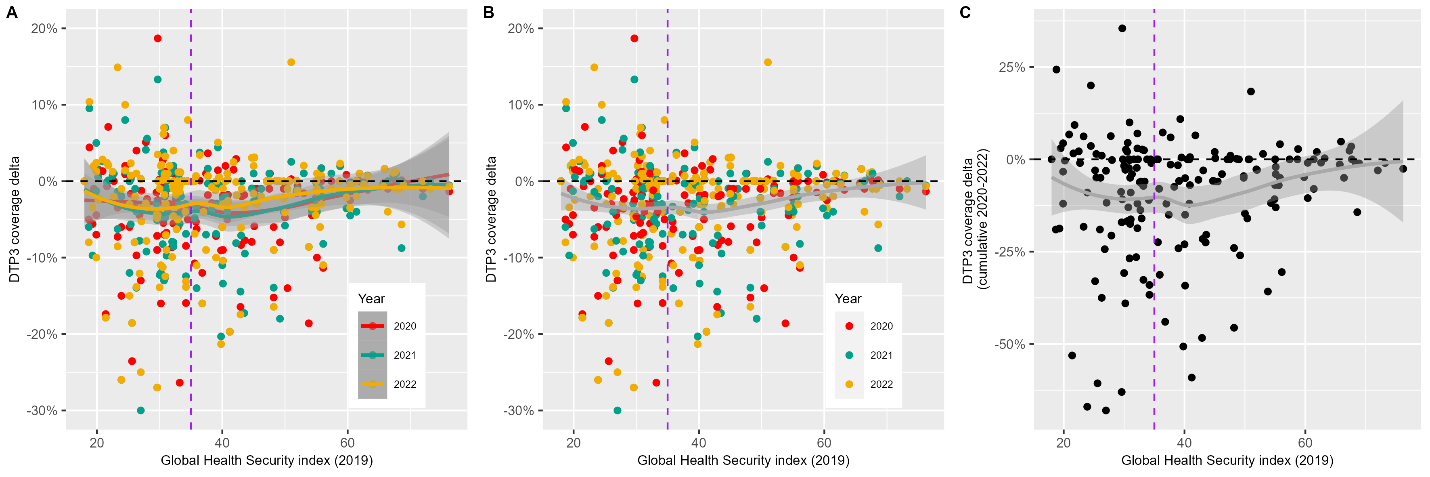 A
20%
10%
0%
-10%
-20%
-30%
DTP3 coverage delta
20
40
60
Global Health Security index (2019)
Year
2020
2021
2022
B
20%
10%
0%
-10%
-20%
-30%
DTP3 coverage delta
20
40
60
Global Health Security index (2019)
Year
2020
2021
2022
C
25%
0%
-25%
-50%
DTP3 coverage delta
(cumulative 2020-2022)
20
40
60
Global Health Security index (2019)